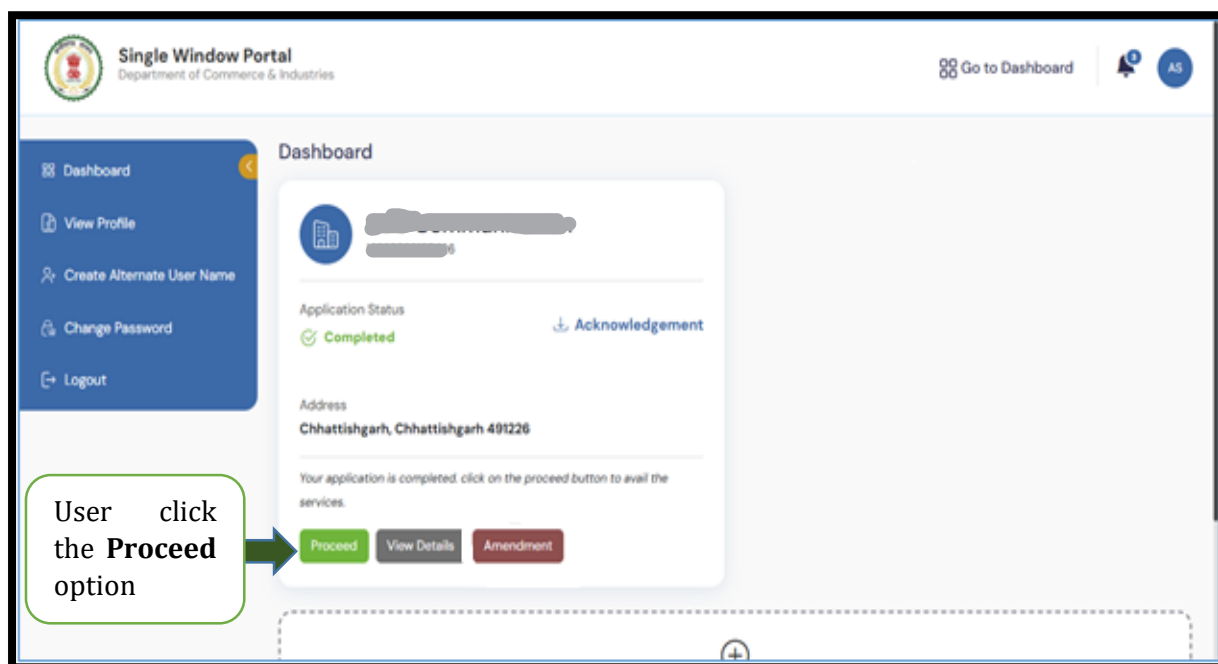 Single Window Portal
Department of Commerce & Industries
Go to Dashboard
AS
Dashboard
View Profile
Create Alternate User Name
Change Password
Logout
Dashboard
6
Application Status
Completed
Acknowledgement
Address
Chhattishgarh, Chhattishgarh 491226
Your application is completed. click on the proceed button to avail the
services.
Proceed
View Details
Amendment
User click
the Proceed
option